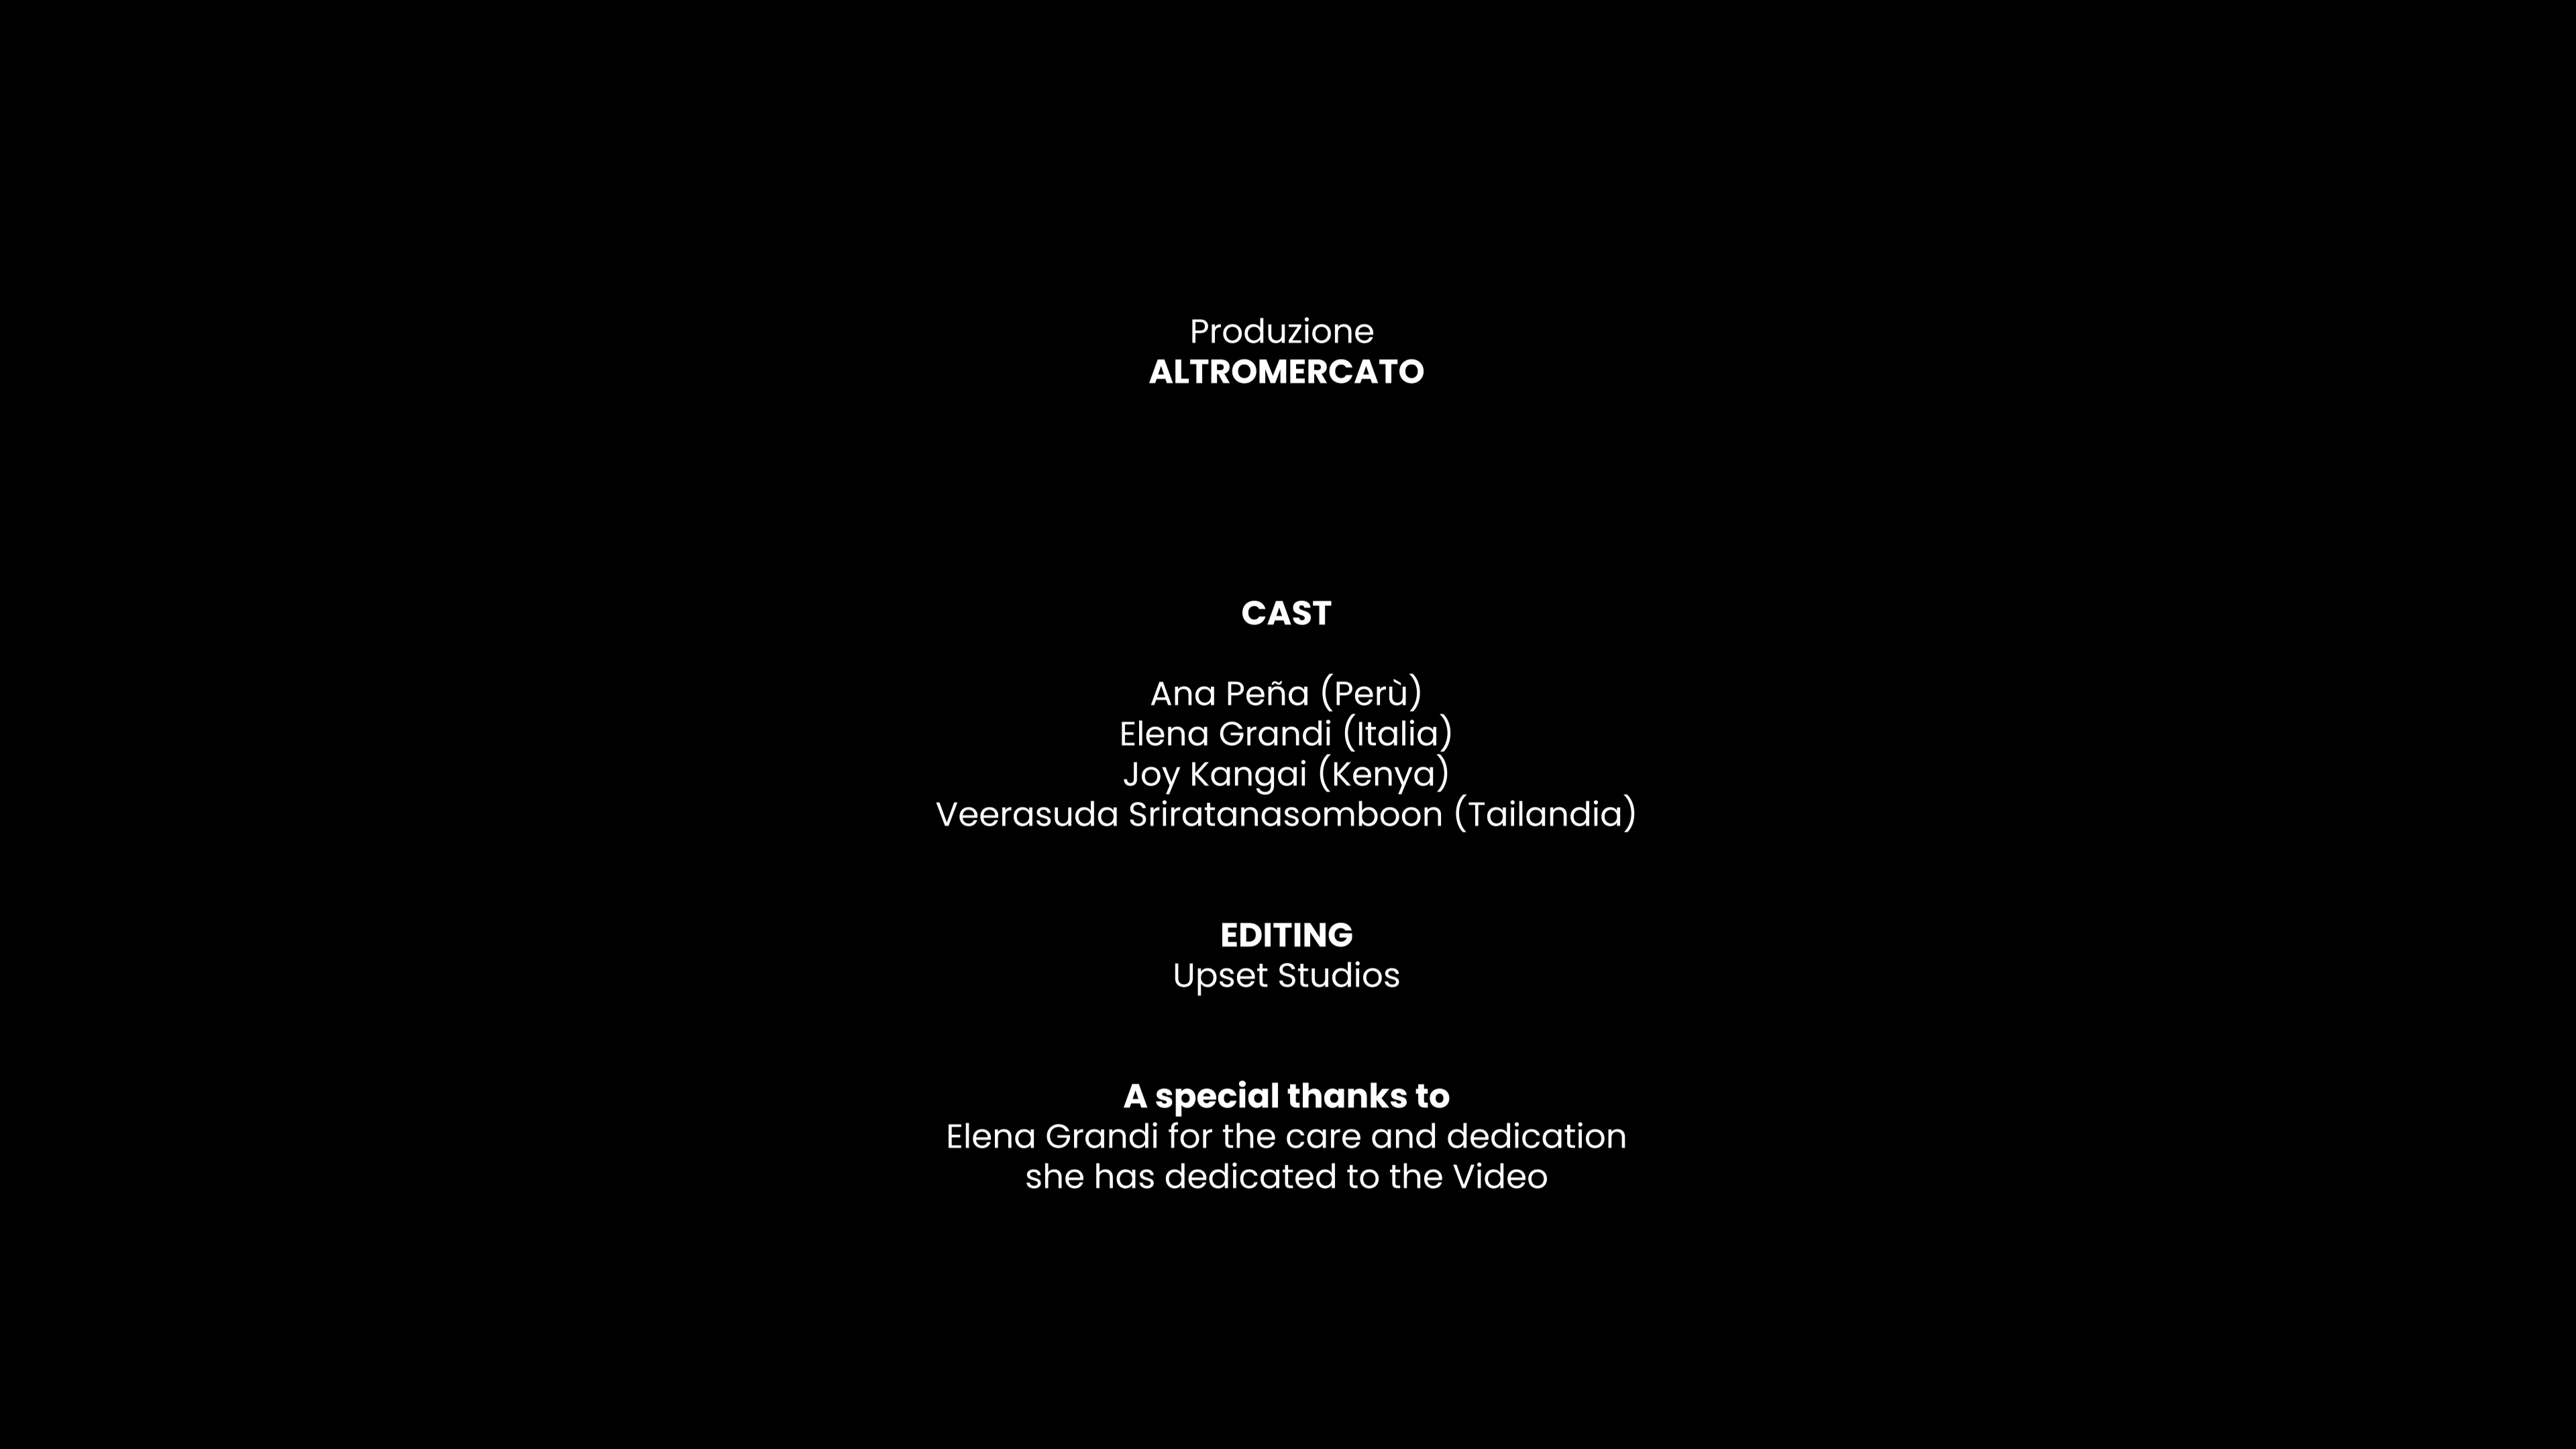 Produzione
ALTROMERCATO
CAST
Ana Peña (Perù)
Elena Grandi (Italia)
Joy Kangai (Kenya)
Veerasuda Sriratanasomboon (Tailandia)
EDITING
Upset Studios
A special thanks to
Elena Grandi for the care and dedication
she has dedicated to the Video